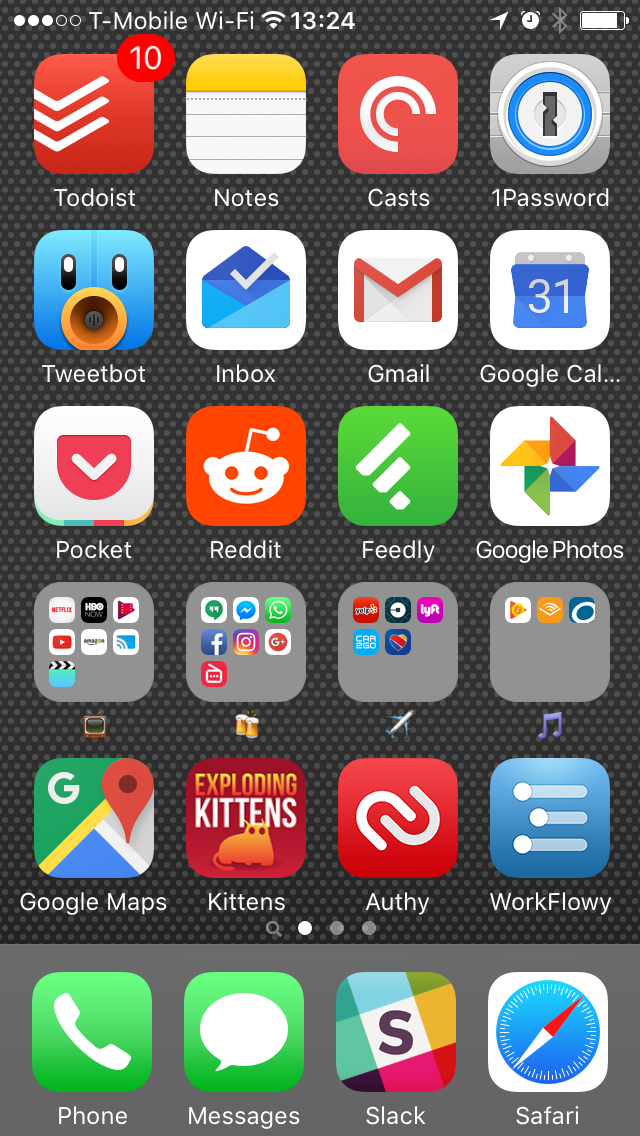 T-Mobile Wi-Fi 13:24
10
Todoist Notes Casts 1Password
31
Tweetbot Inbox Gmail Google Cal...
Pocket Reddit Feedly Google Photos
NETFLIX HBO NOW
amazon
yelp lyft
CAR2GO
G
EXPLODING
KITTENS
Google Maps Kittens Authy WorkFlowy
S
Phone Messages Slack Safari